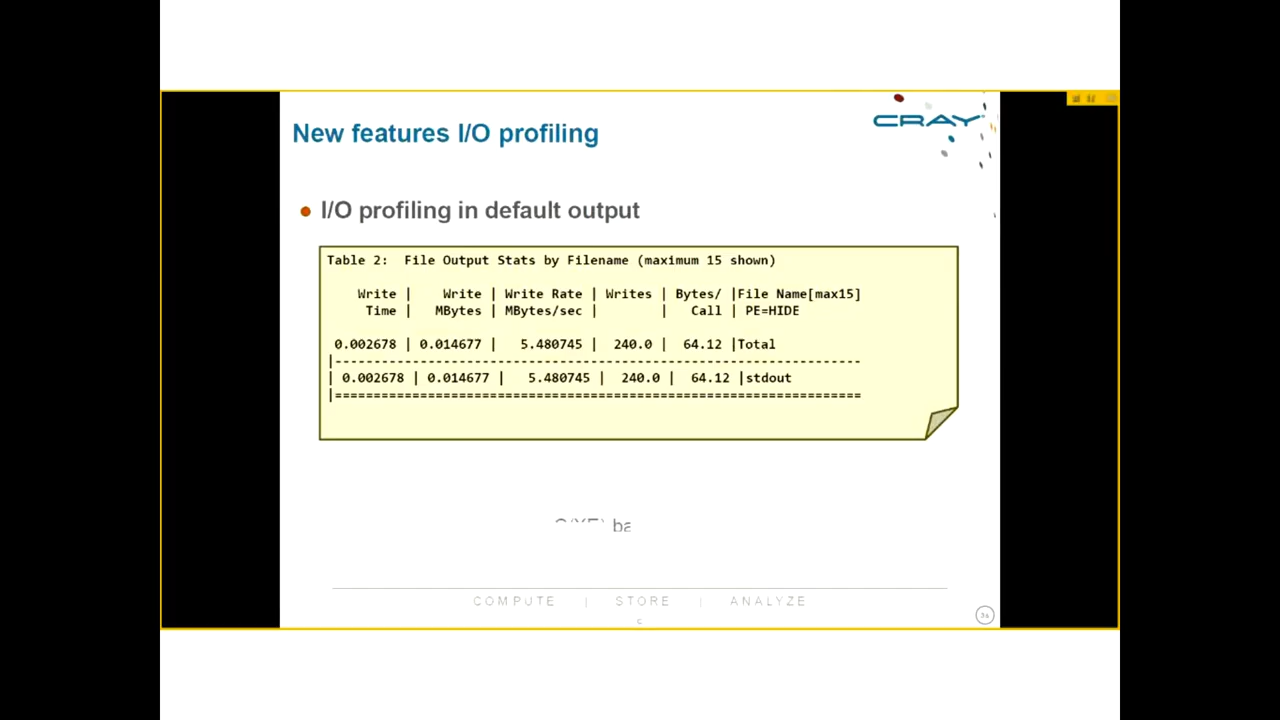 CRAY
New features I/O profiling
● I/O profiling in default output
Table 2:  File Output Stats by Filename (maximum 15 shown)
    Write |    Write | Write Rate | Writes | Bytes/ |File Name[max15]
     Time |   MBytes | MBytes/sec |        |   Call | PE=HIDE
 0.002678 | 0.014677 |   5.480745 |  240.0 |  64.12 |Total
|---------------------------------------------------------------------
| 0.002678 | 0.014677 |   5.480745 |  240.0 |  64.12 |stdout
|=====================================================================
COMPUTE | STORE | ANALYZE